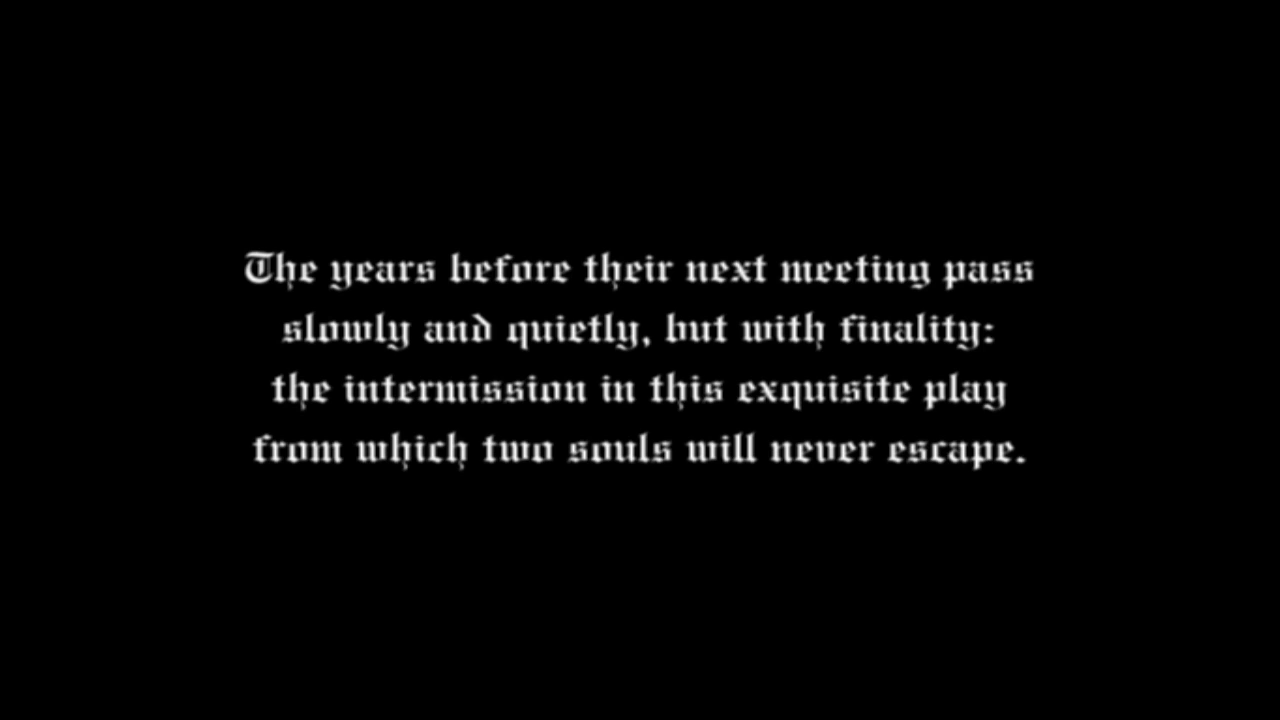 The years before their next meeting pass
slowly and quietly, but with finality:
the intermission in this exquisite play
from which two souls will never escape.